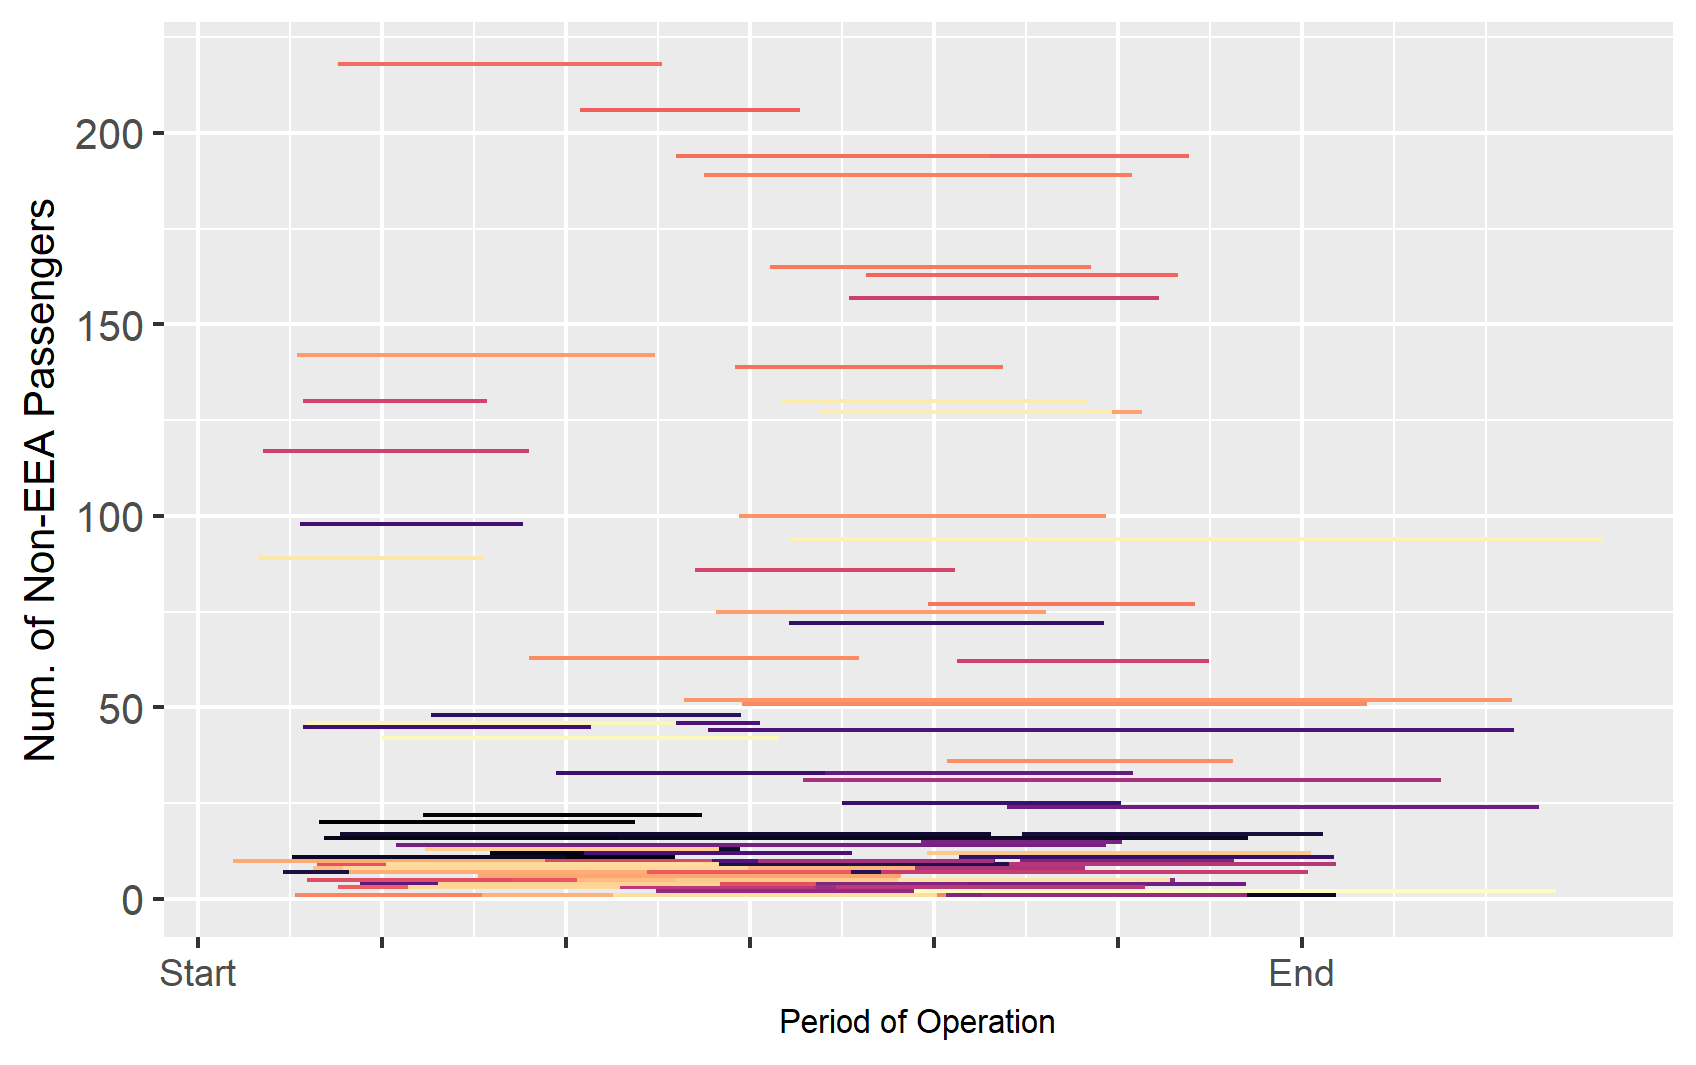 Num. of Non-EEA Passengers
200
150
100
50
0
Start End
Period of Operation